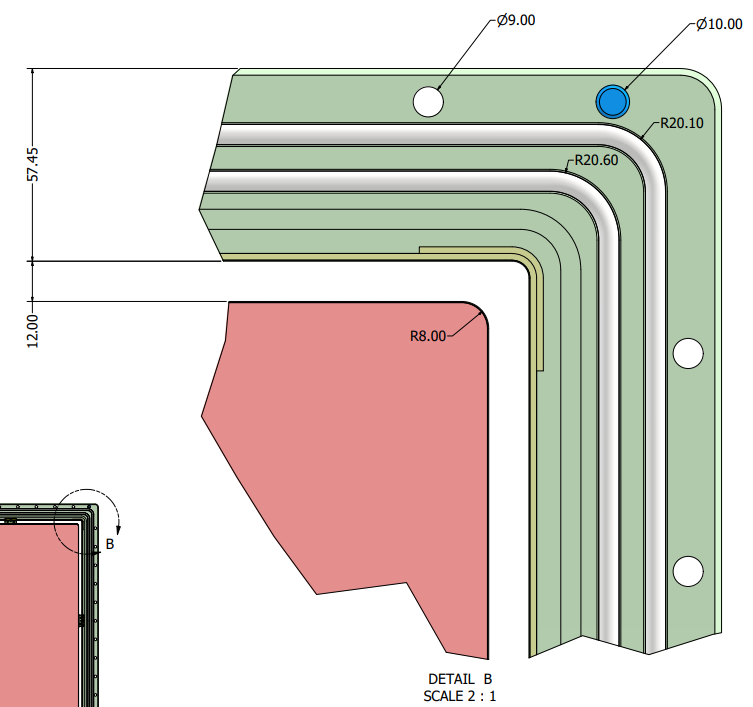 Ø9.00
Ø10.00
R20.10
57.45
R20.60
12.00
R8.00
B
DETAIL B
SCALE 2 : 1